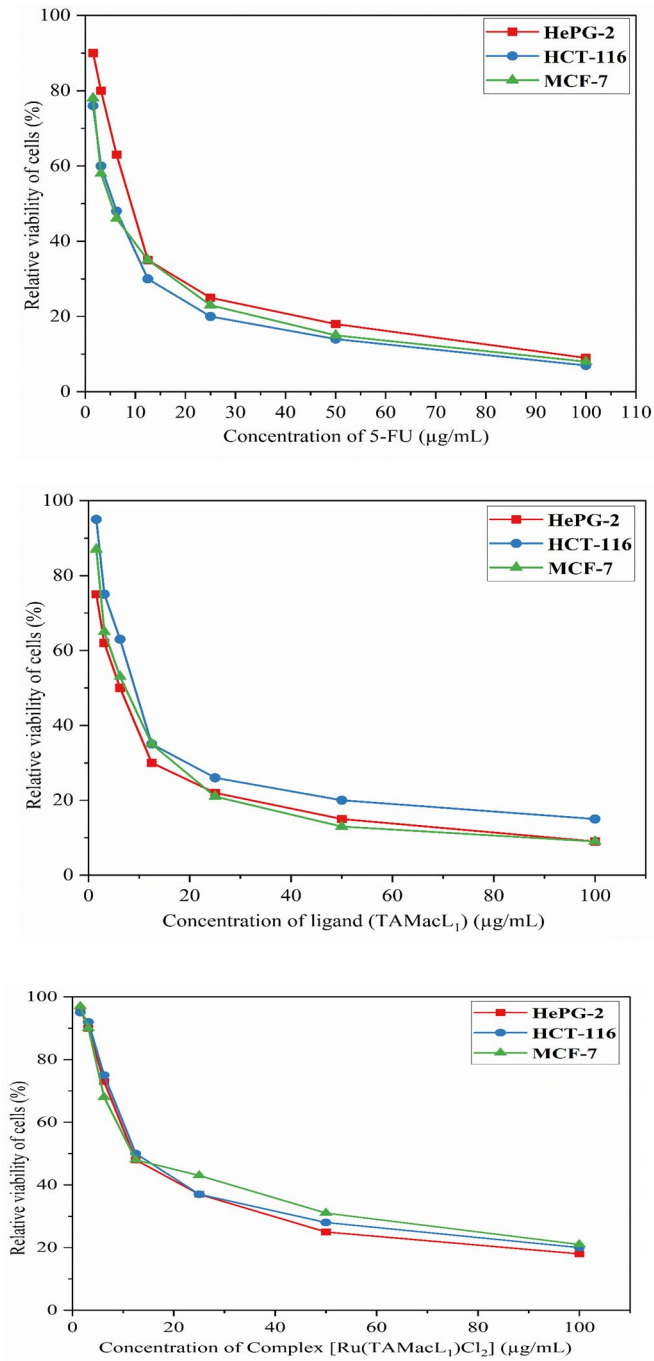 100
80
60
40
20
0
Relative viability of cells (%)
HePG-2
HCT-116
MCF-7
0 10 20 30 40 50 60 70 80 90 100 110
Concentration of 5-FU (µg/mL)
100
80
60
40
20
0
Relative viability of cells (%)
HePG-2
HCT-116
MCF-7
0 20 40 60 80 100
Concentration of ligand (TAMacL₁) (µg/mL)
100
80
60
40
20
0
Relative viability of cells (%)
HePG-2
HCT-116
MCF-7
0 20 40 60 80 100
Concentration of Complex [Ru(TAMacL₁)Cl₂] (µg/mL)